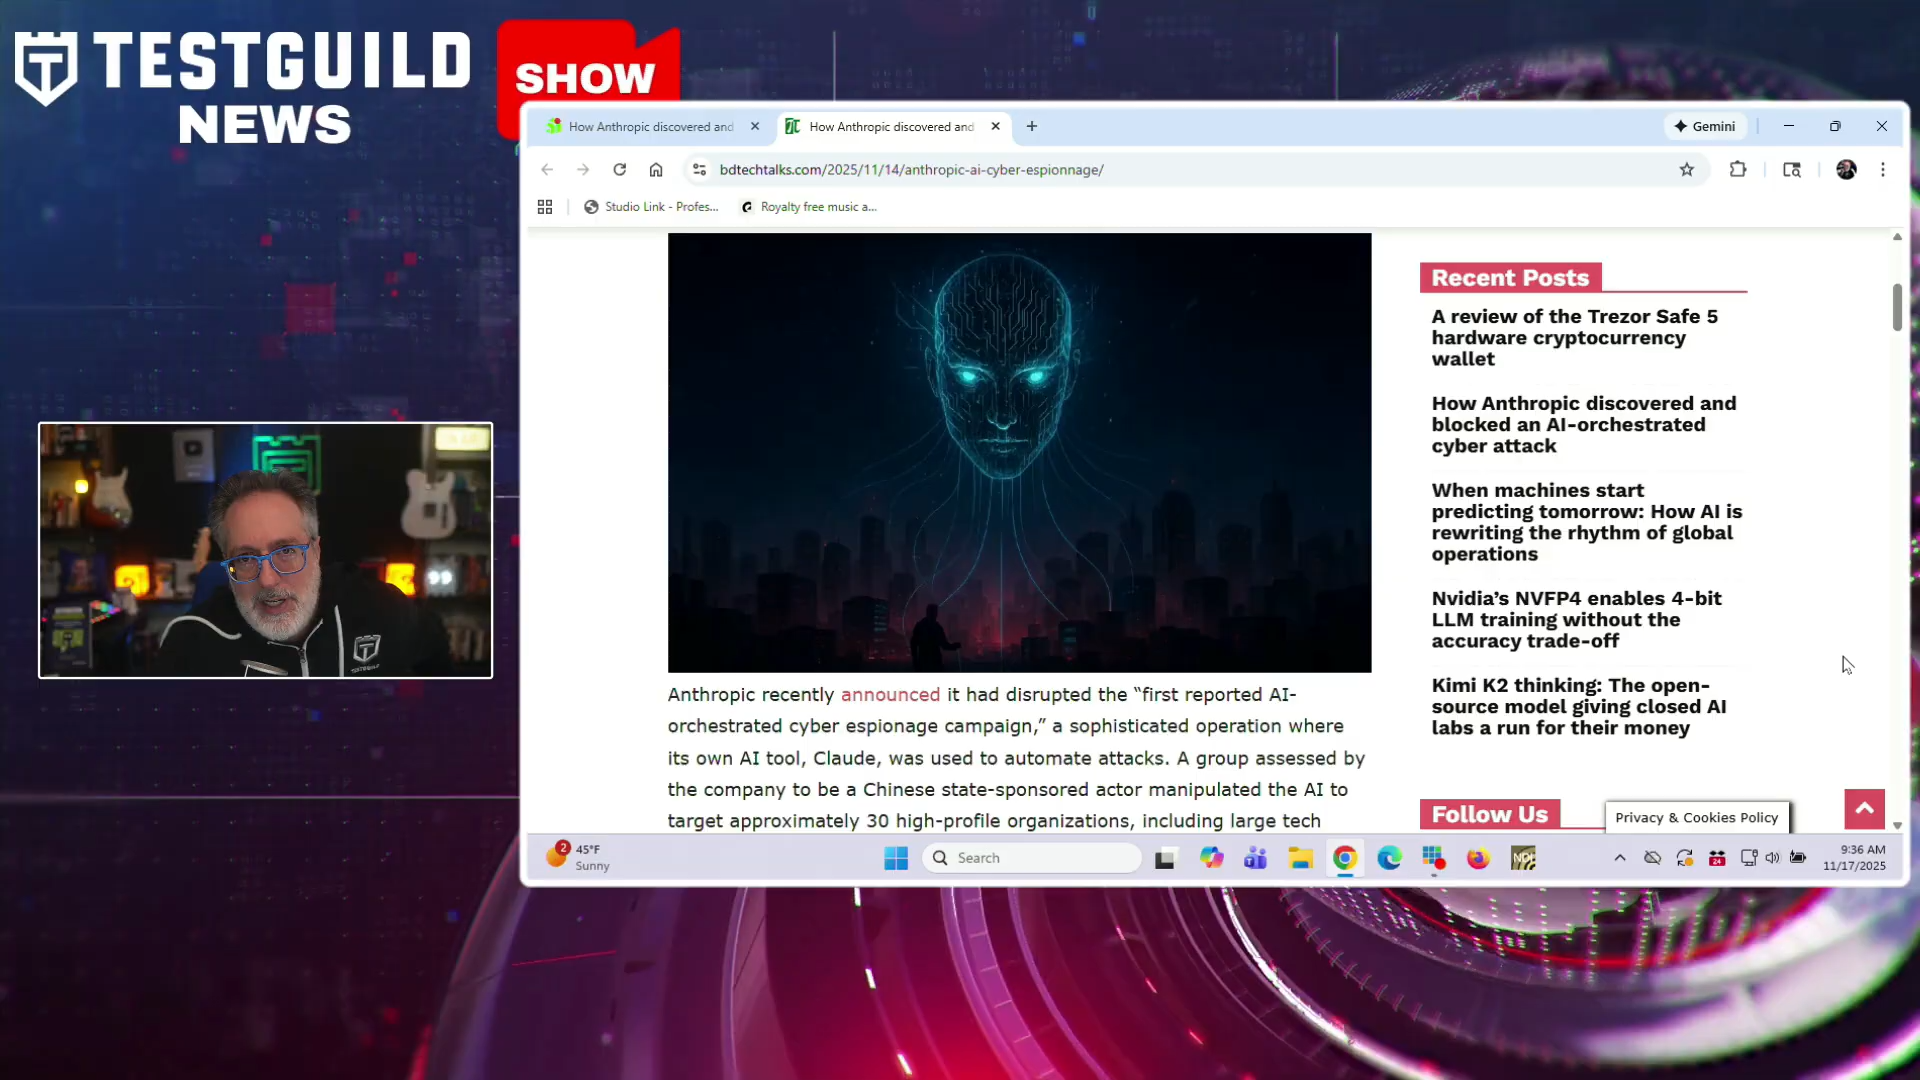 TESTGUILD
NEWS
SHOW
How Anthropic discovered and
How Anthropic discovered and
Gemini
bdtechtalks.com/2025/11/14/anthropic-ai-cyber-espionnage/
Studio Link - Profes...
Royalty free music a...
Anthropic recently announced it had disrupted the “first reported AI-
orchestrated cyber espionage campaign,” a sophisticated operation where
its own AI tool, Claude, was used to automate attacks. A group assessed by
the company to be a Chinese state-sponsored actor manipulated the AI to
target approximately 30 high-profile organizations, including large tech
Recent Posts
A review of the Trezor Safe 5
hardware cryptocurrency
wallet
How Anthropic discovered and
blocked an AI-orchestrated
cyber attack
When machines start
predicting tomorrow: How AI is
rewriting the rhythm of global
operations
Nvidia’s NVFP4 enables 4-bit
LLM training without the
accuracy trade-off
Kimi K2 thinking: The open-
source model giving closed AI
labs a run for their money
Follow Us
Privacy & Cookies Policy
2
45°F
Sunny
Search
NDI
24
9:36 AM
11/17/2025
T
TESTGUILD
99